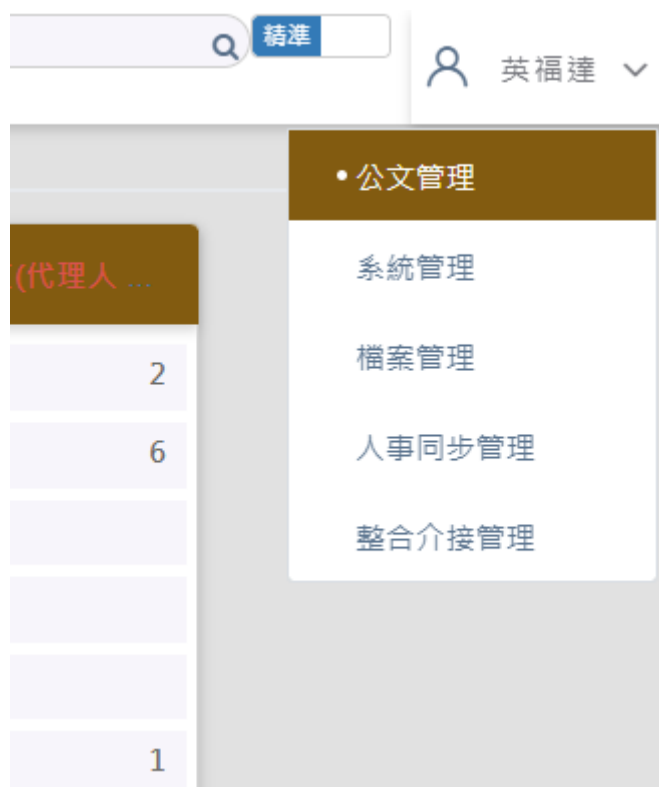 精準
英福達
公文管理
(代理人 ...
系統管理
檔案管理
2
人事同步管理
6
整合介接管理
1